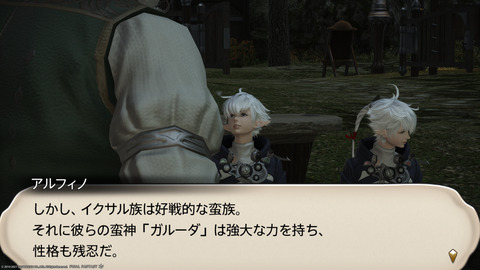 アルフィノ
しかし、イクサル族は好戦的な蛮族。
それに彼らの蛮神「ガルーダ」は強大な力を持ち、
性格も残忍だ。